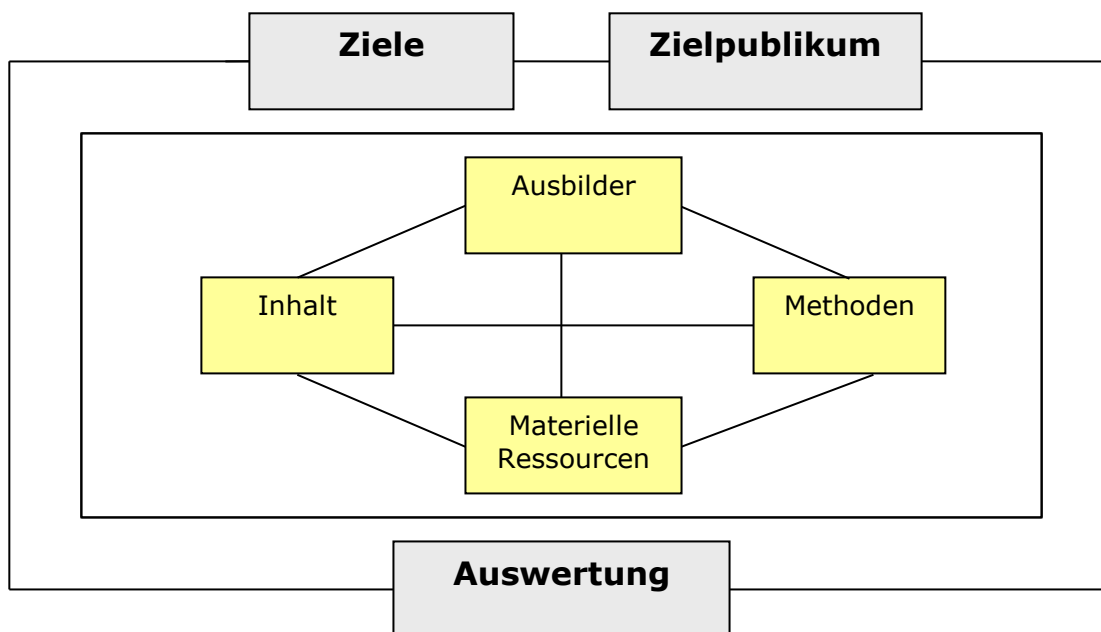 Ziele
Zielpublikum
Ausbilder
Inhalt
Methoden
Materielle
Ressourcen
Auswertung